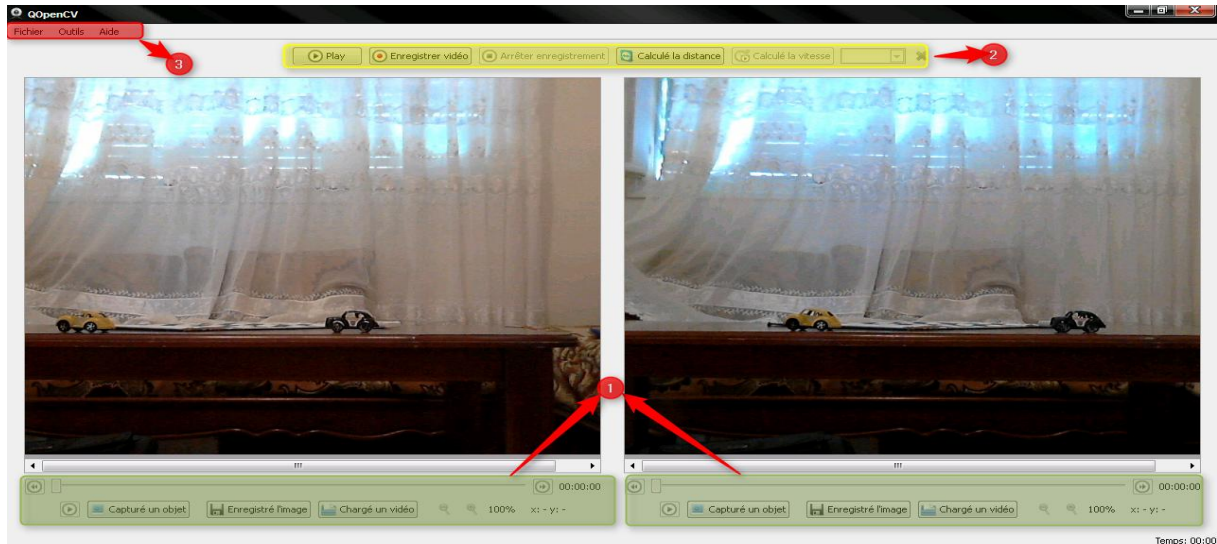 QOpenCV
Fichier Outils Aide
3
Play Enregistrer vidéo Arrêter enregistrement Calculé la distance Calculé la vitesse
2
1
00:00:00
Capturé un objet Enregistré l'image Chargé un vidéo 100% x: - y: -
00:00:00
Capturé un objet Enregistré l'image Chargé un vidéo 100% x: - y: -
Temps: 00:00